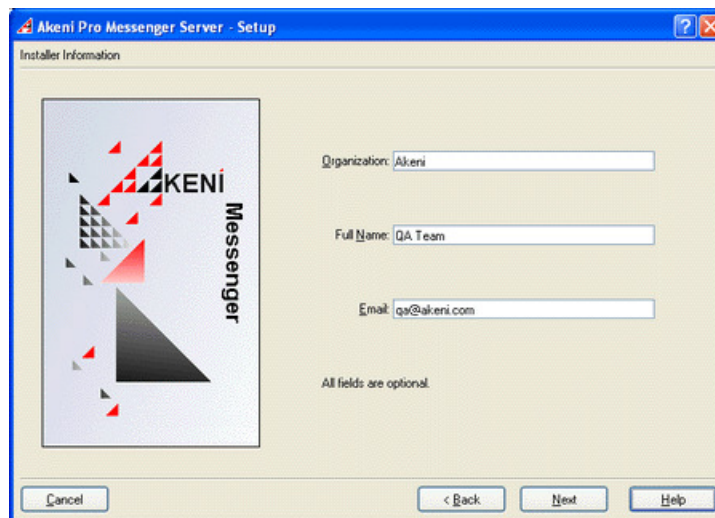 Akeni Pro Messenger Server - Setup
Installer Information
AKENI
Messenger
Organization: Akeni
Full Name: QA Team
Email: qa@akeni.com
All fields are optional.
Cancel
< Back
Next
Help